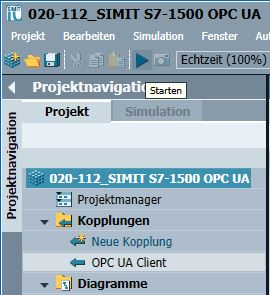 020-112_SIMIT S7-1500 OPC UA
Projekt Bearbeiten Simulation Fenster
Echtzeit (100%)
Projektnavigation
Starten
Projekt Simulation
Projektnavigation
020-112_SIMIT S7-1500 OPC UA
Projektmanager
Kopplungen
Neue Kopplung
OPC UA Client
Diagramme